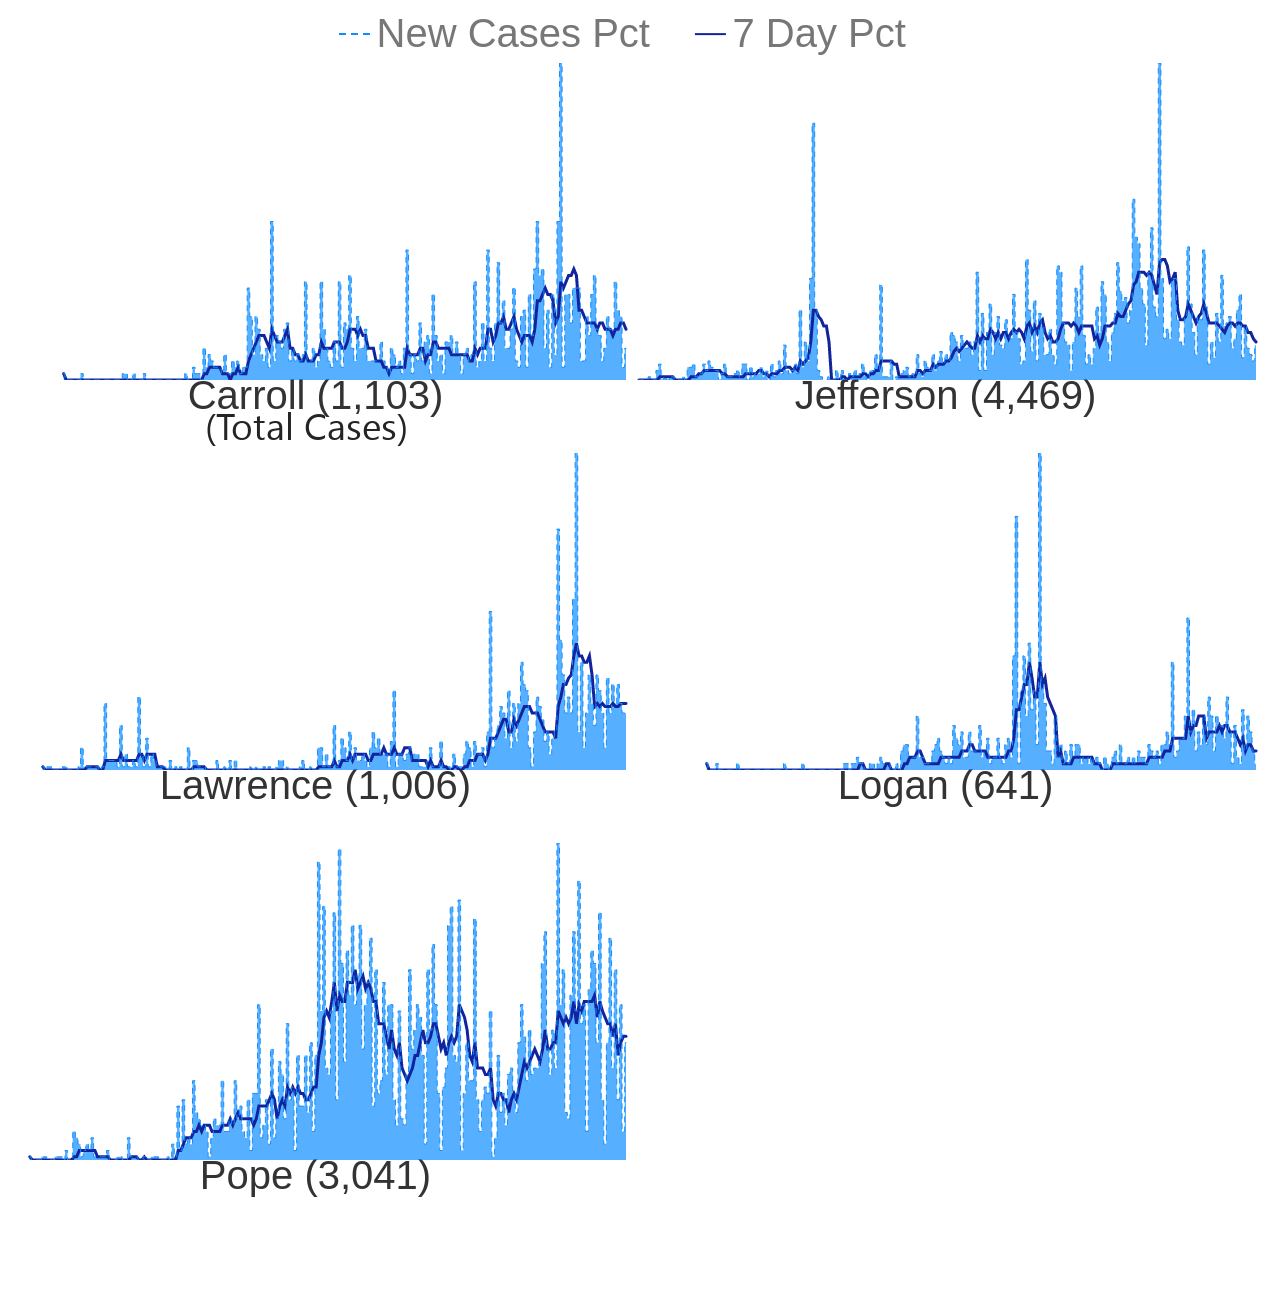 New Cases Pct 7 Day Pct
Carroll (1,103) Jefferson (4,469)
(Total Cases)
Lawrence (1,006) Logan (641)
Pope (3,041)